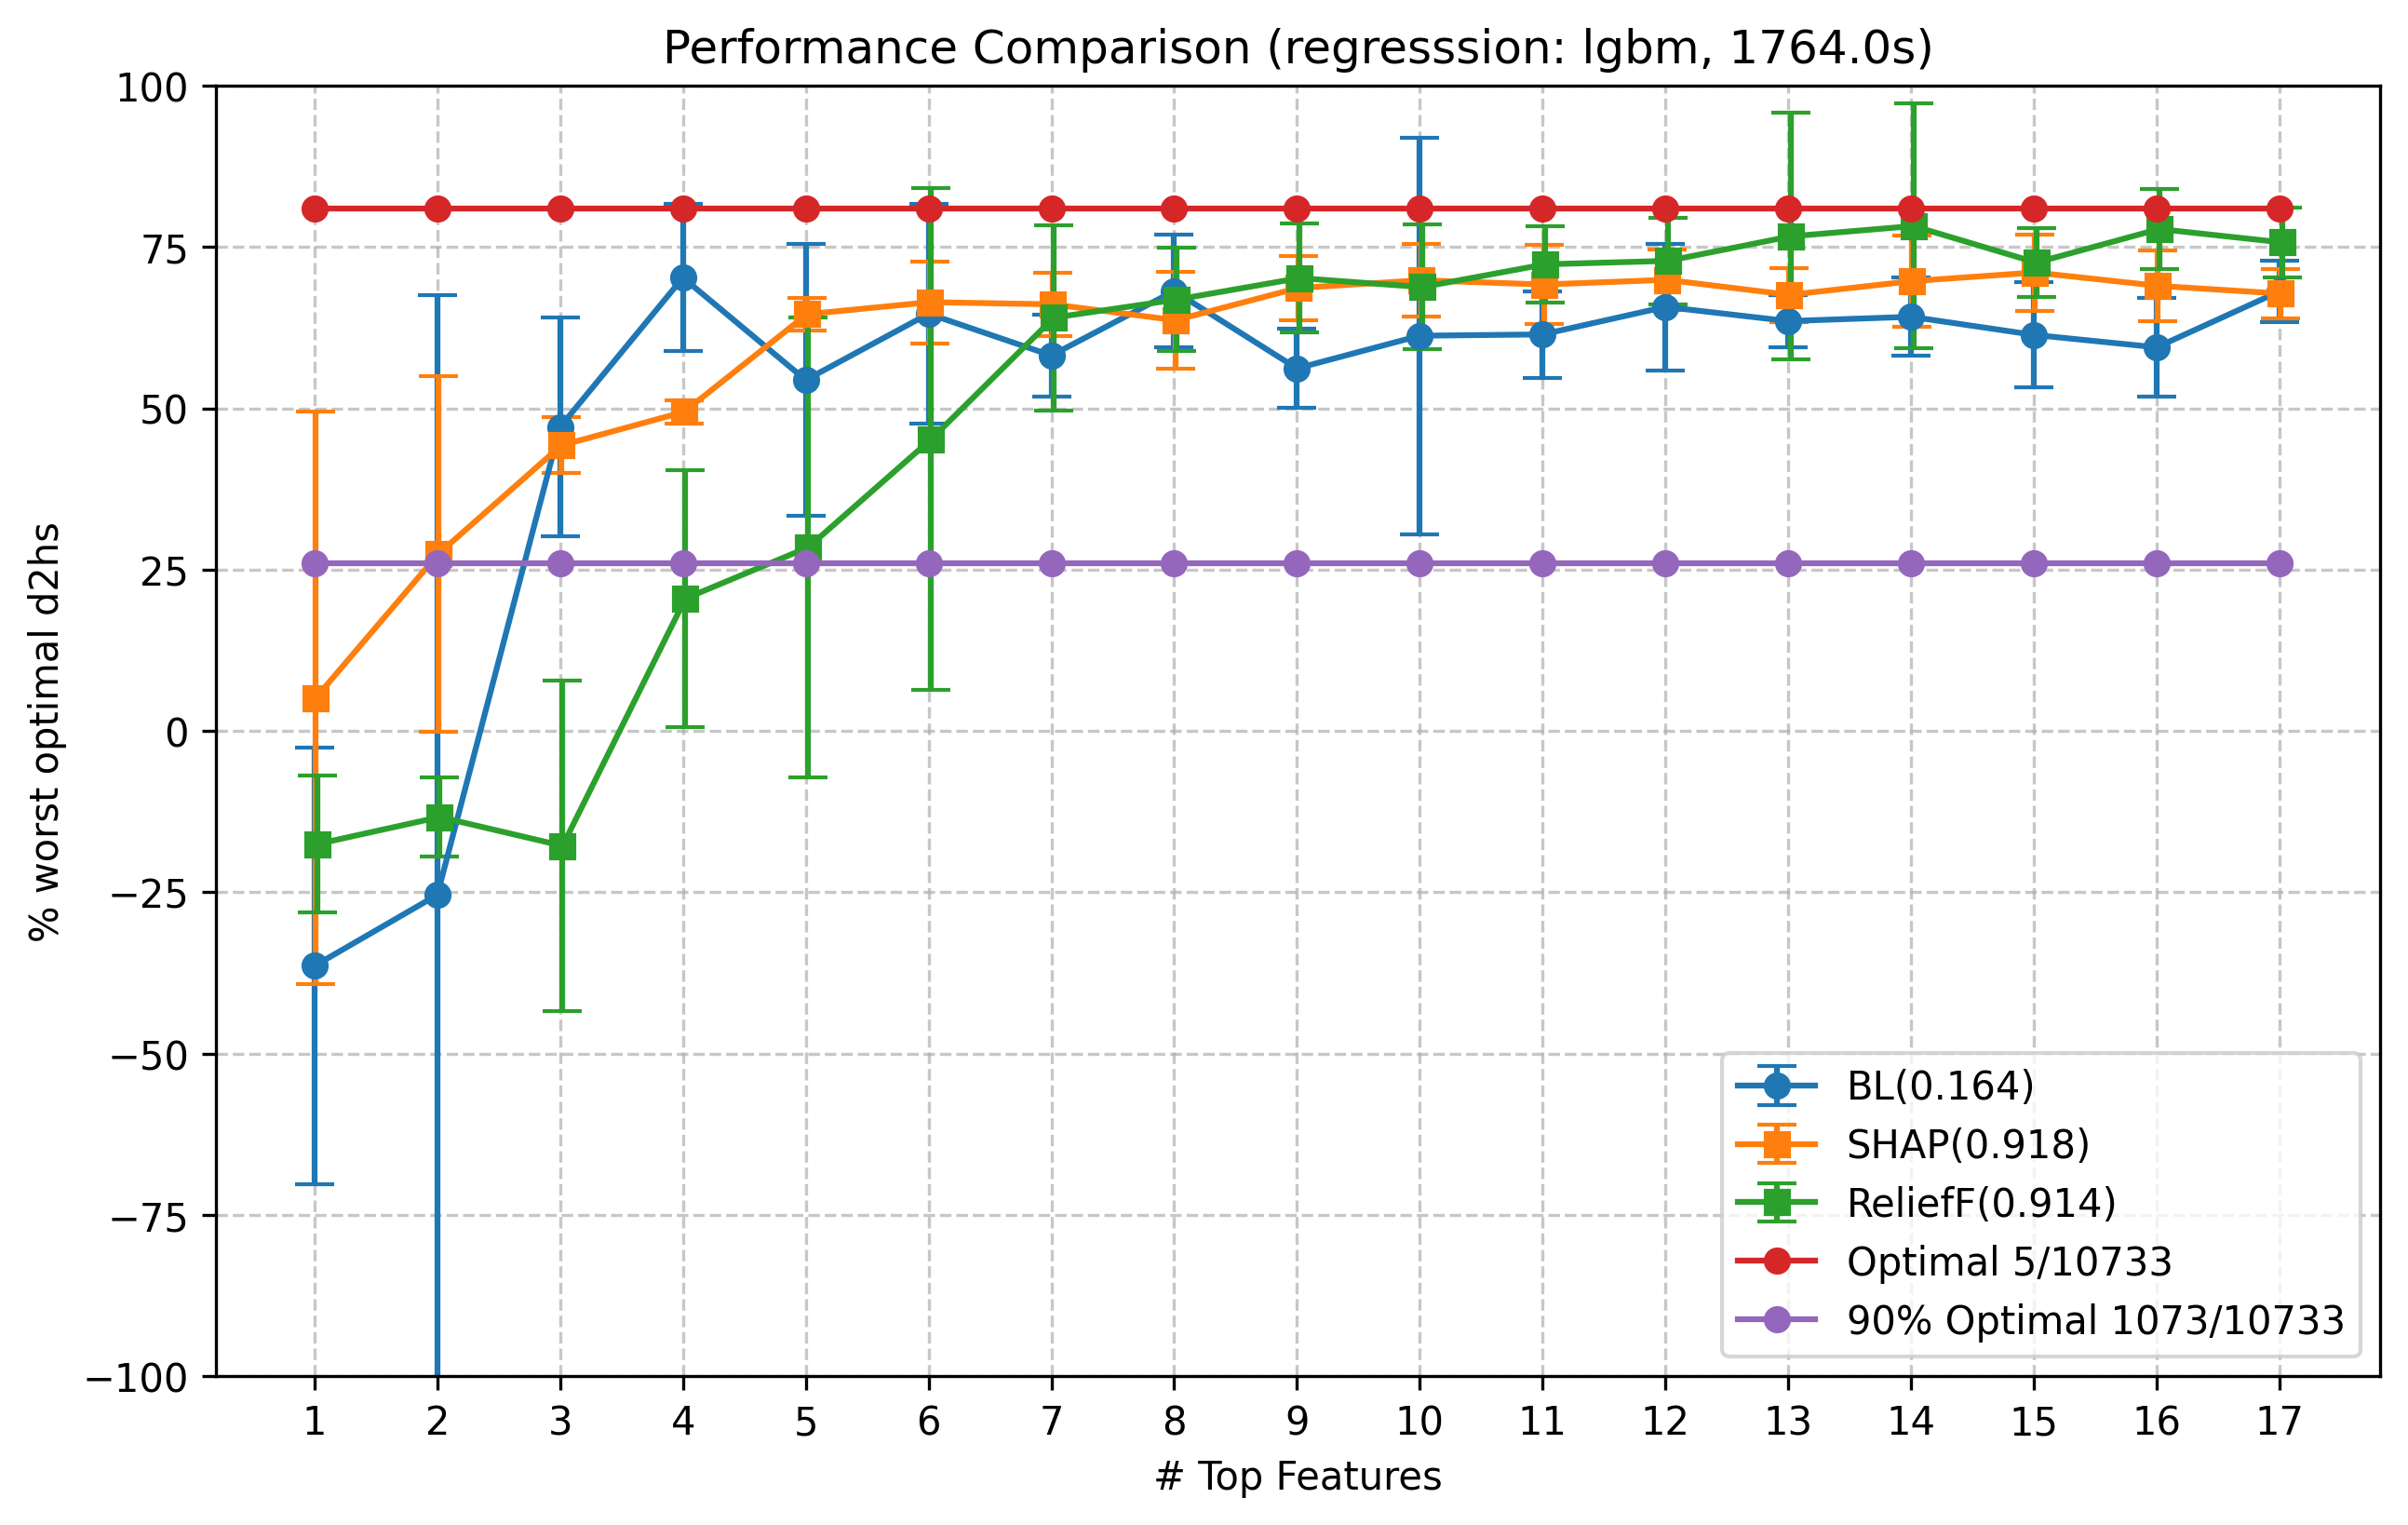 Performance Comparison (regresssion: lgbm, 1764.0s)
% worst optimal d2hs
100
75
50
25
0
−25
−50
−75
−100
1 2 3 4 5 6 7 8 9 10 11 12 13 14 15 16 17
# Top Features
BL(0.164)
SHAP(0.918)
ReliefF(0.914)
Optimal 5/10733
90% Optimal 1073/10733